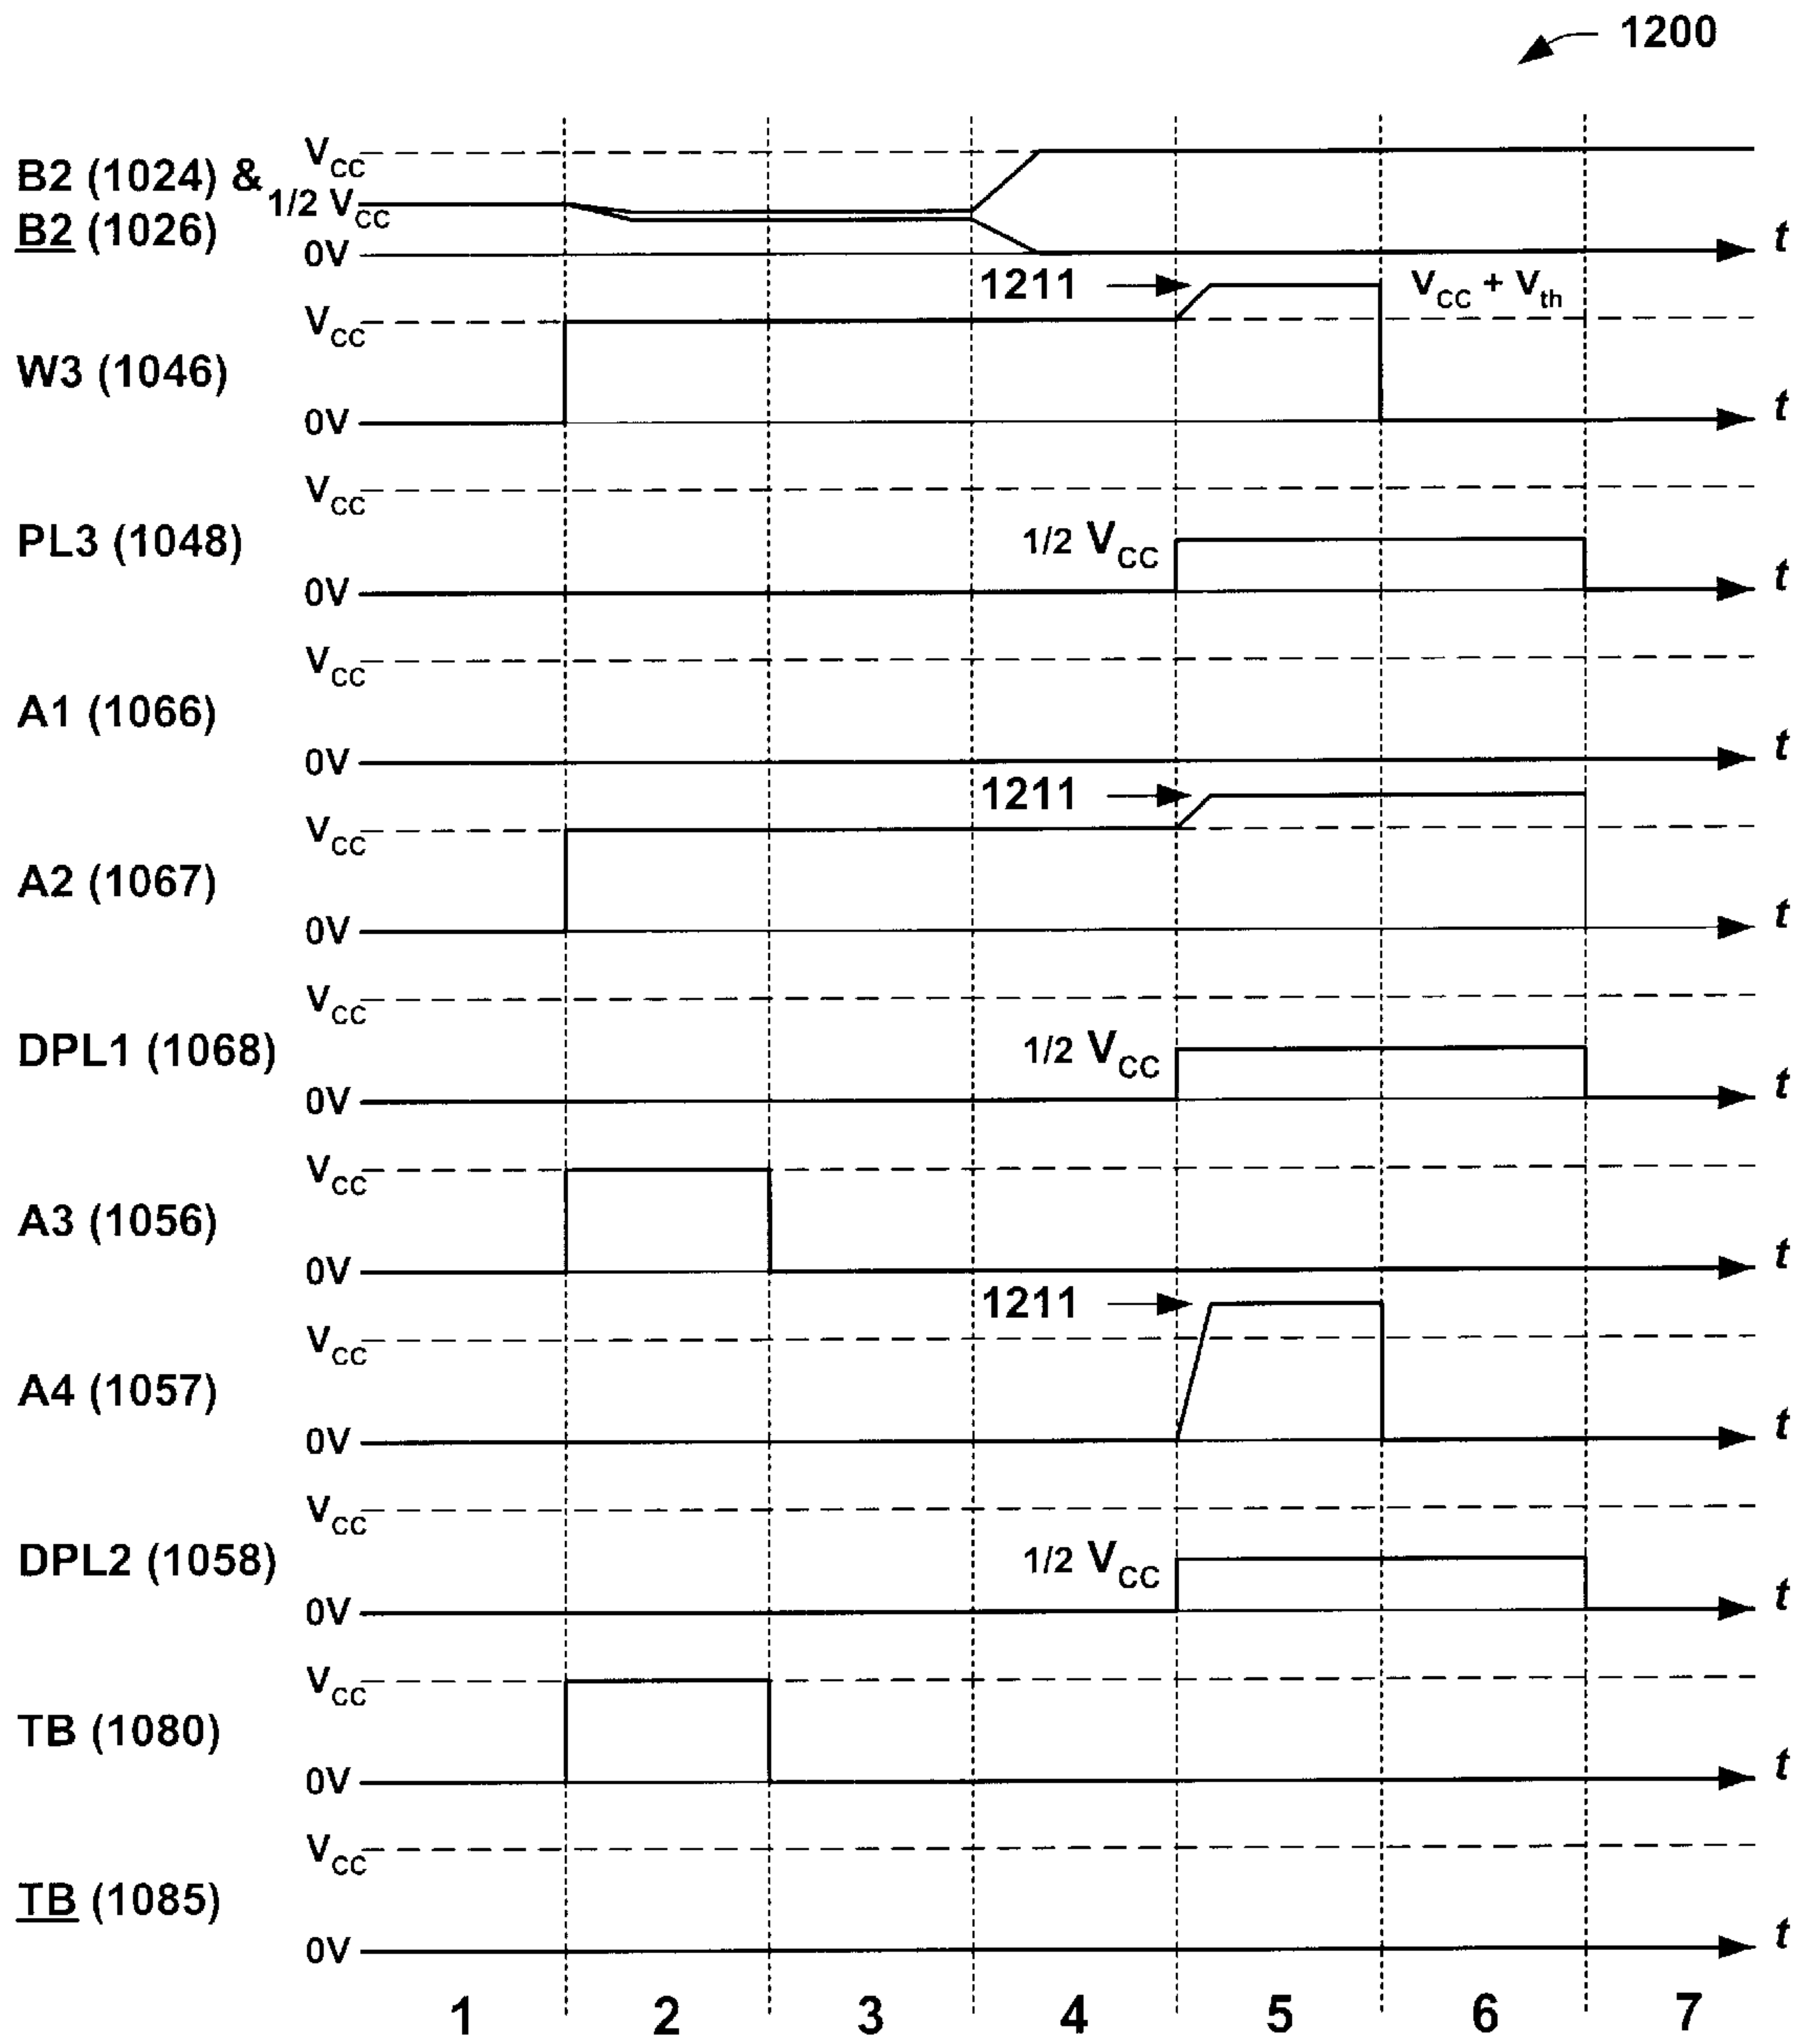 1200
B2 (1024) &
B2 (1026)
VCC
1/2 VCC
0V
t
1211
VCC + Vth
W3 (1046)
VCC
0V
t
PL3 (1048)
VCC
1/2 VCC
0V
t
A1 (1066)
VCC
0V
t
1211
A2 (1067)
VCC
0V
t
DPL1 (1068)
VCC
1/2 VCC
0V
t
A3 (1056)
VCC
0V
t
1211
A4 (1057)
VCC
0V
t
DPL2 (1058)
VCC
1/2 VCC
0V
t
TB (1080)
VCC
0V
t
TB (1085)
VCC
0V
t
1 2 3 4 5 6 7